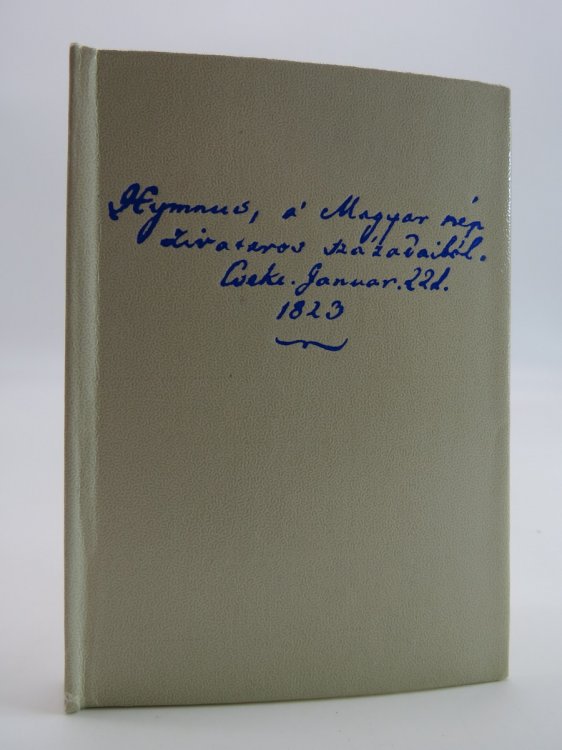 Hymnus, a' Magyar nép
zivataros századaiból.
Cseke. Januar. 22d.
1823